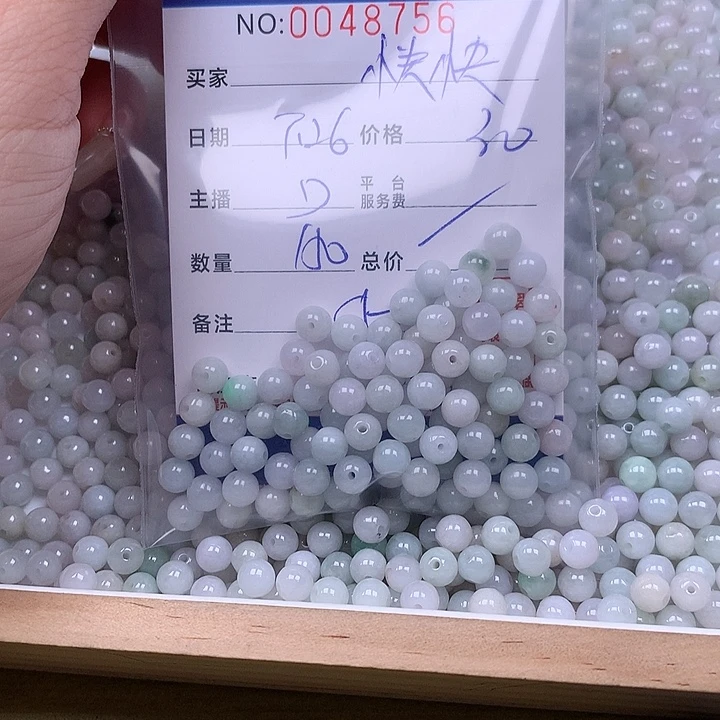 NO:0048756
买家
日期 7.26 价格 30
主播 D 平台服务费 /
数量 100 总价
备注